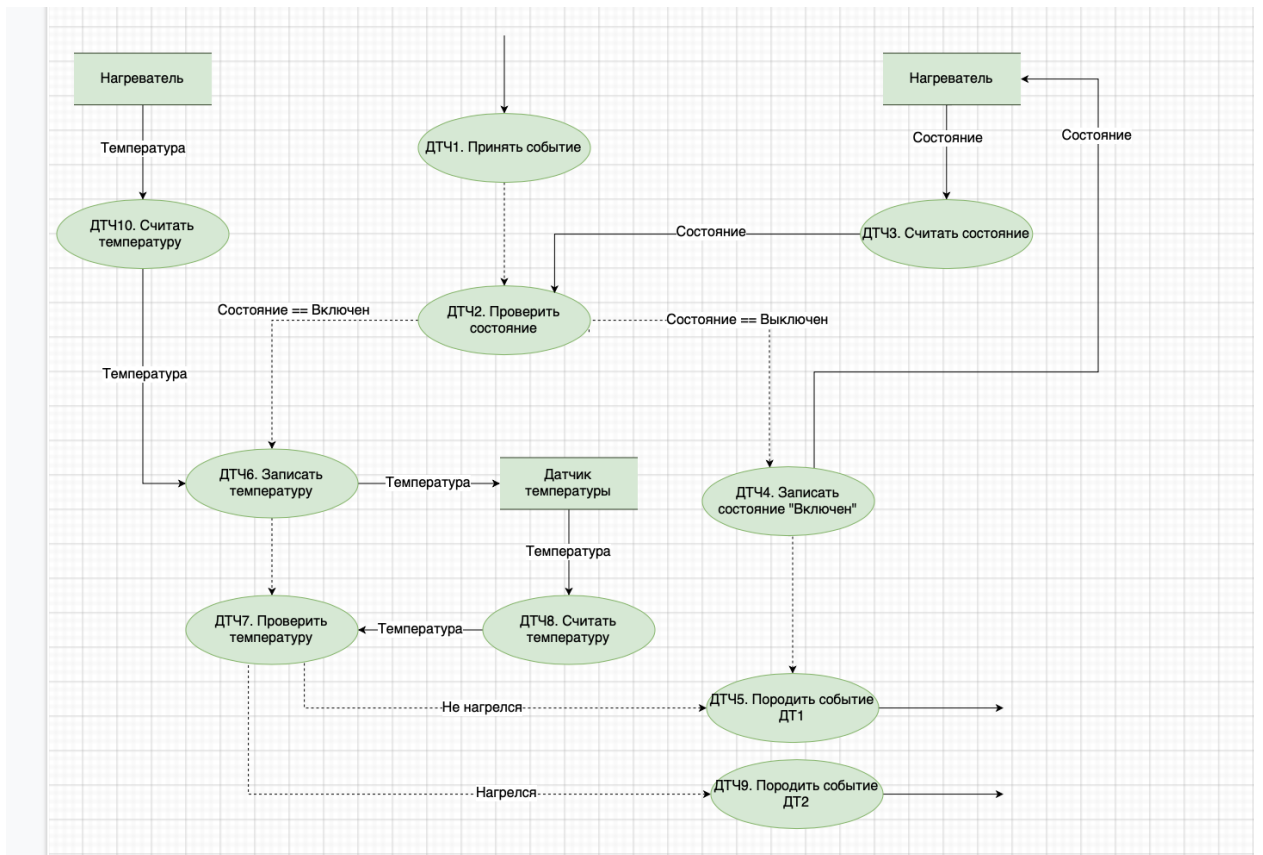 Нагреватель
Нагреватель
Состояние
Состояние
Температура
ДТЧ1. Принять событие
ДТЧ10. Считать
температуру
Состояние
ДТЧ3. Считать состояние
Состояние == Включен
ДТЧ2. Проверить
состояние
Состояние == Выключен
Температура
ДТЧ6. Записать
температуру
Температура
Датчик
температуры
ДТЧ4. Записать
состояние "Включен"
Температура
ДТЧ7. Проверить
температуру
Температура
ДТЧ8. Считать
температуру
Не нагрелся
ДТЧ5. Породить событие
ДТ1
Нагрелся
ДТЧ9. Породить событие
ДТ2